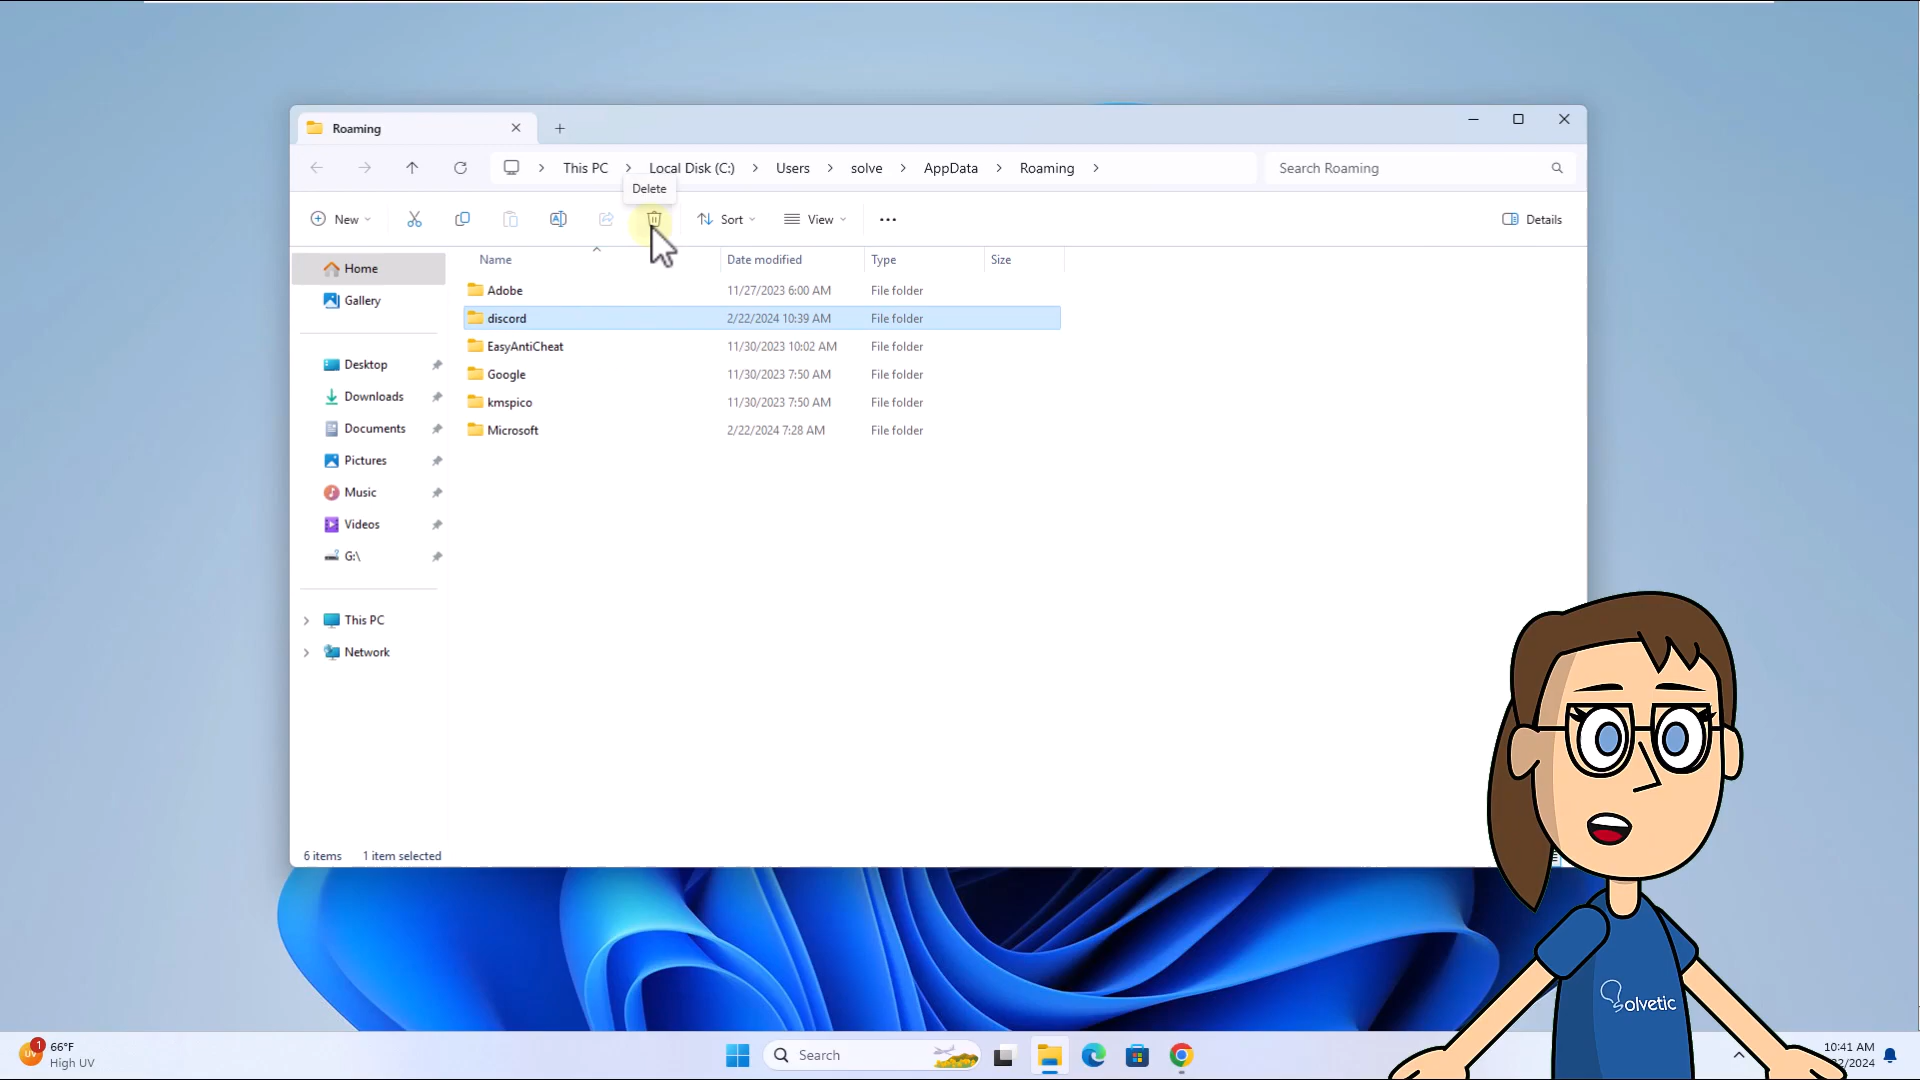 Roaming
This PC
Local Disk (C:)
Users
solve
AppData
Roaming
Search Roaming
Delete
New
Sort
View
Details
Name
Date modified
Type
Size
Home
Gallery
Desktop
Downloads
Documents
Pictures
Music
Videos
G:\
This PC
Network
Adobe 11/27/2023 6:00 AM File folder
discord 2/22/2024 10:39 AM File folder
EasyAntiCheat 11/30/2023 10:02 AM File folder
Google 11/30/2023 7:50 AM File folder
kmspico 11/30/2023 7:50 AM File folder
Microsoft 2/22/2024 7:28 AM File folder
6 items 1 item selected
Solvetic
UV 1
66°F
High UV
Search
10:41 AM
22/2024